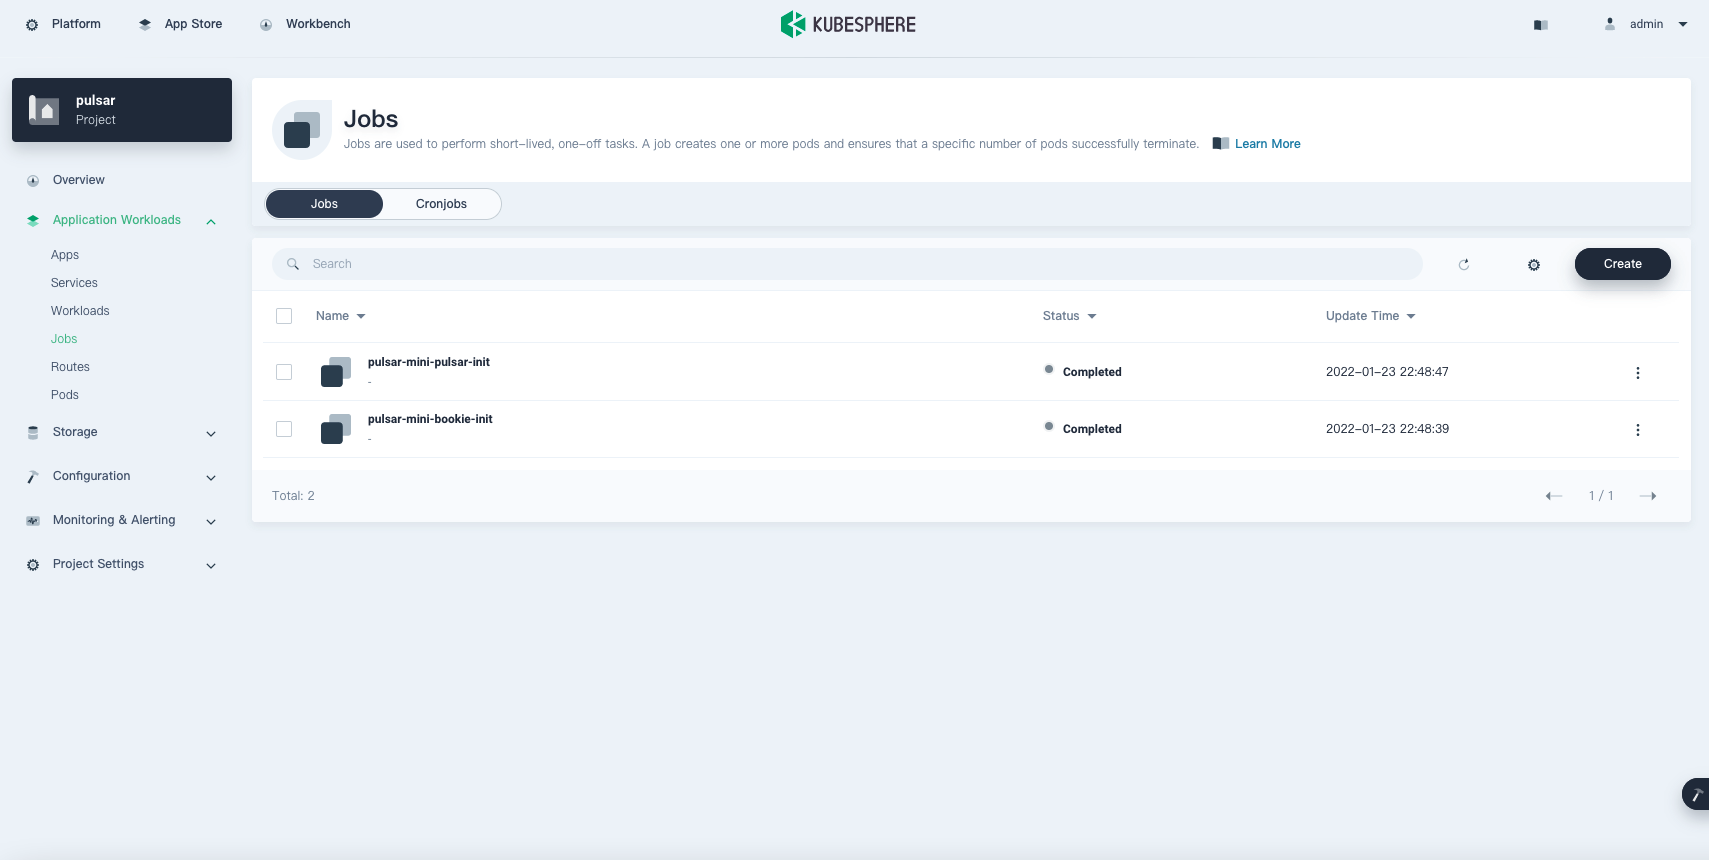 Platform App Store Workbench KUBESPHERE admin
pulsar
Project
Overview
Application Workloads
Apps
Services
Workloads
Jobs
Routes
Pods
Storage
Configuration
Monitoring & Alerting
Project Settings
Jobs
Jobs are used to perform short-lived, one-off tasks. A job creates one or more pods and ensures that a specific number of pods successfully terminate. Learn More
Jobs Cronjobs
Search Create
Name Status Update Time
pulsar-mini-pulsar-init Completed 2022-01-23 22:48:47
-
pulsar-mini-bookie-init Completed 2022-01-23 22:48:39
-
Total: 2 1 / 1